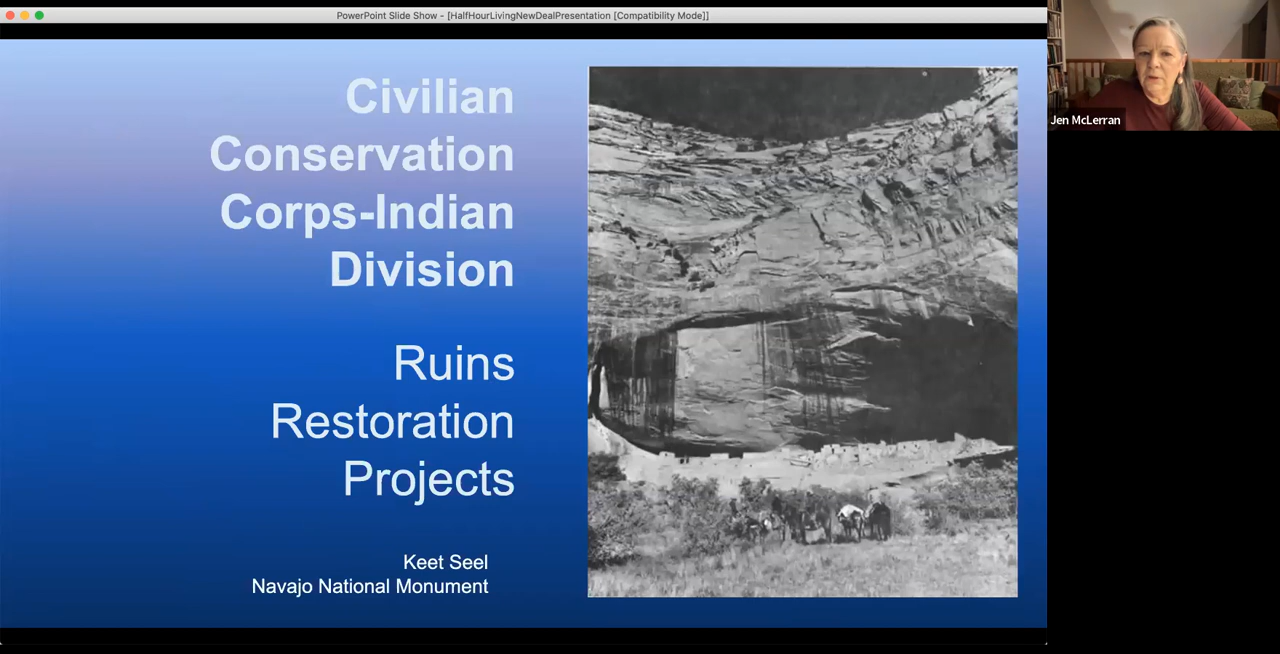 PowerPoint Slide Show - [HalfHourLivingNewDealPresentation [Compatibility Mode]]
Civilian
Conservation
Corps-Indian
Division
Ruins
Restoration
Projects
Keet Seel
Navajo National Monument
Jen McLerran